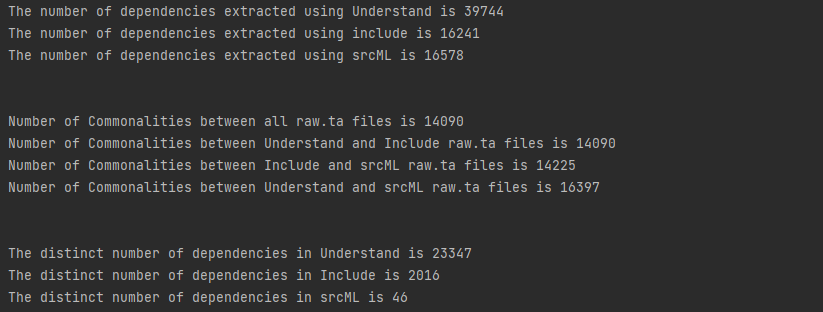 The number of dependencies extracted using Understand is 39744
The number of dependencies extracted using include is 16241
The number of dependencies extracted using srcML is 16578
Number of Commonalities between all raw.ta files is 14090
Number of Commonalities between Understand and Include raw.ta files is 14090
Number of Commonalities between Include and srcML raw.ta files is 14225
Number of Commonalities between Understand and srcML raw.ta files is 16397
The distinct number of dependencies in Understand is 23347
The distinct number of dependencies in Include is 2016
The distinct number of dependencies in srcML is 46